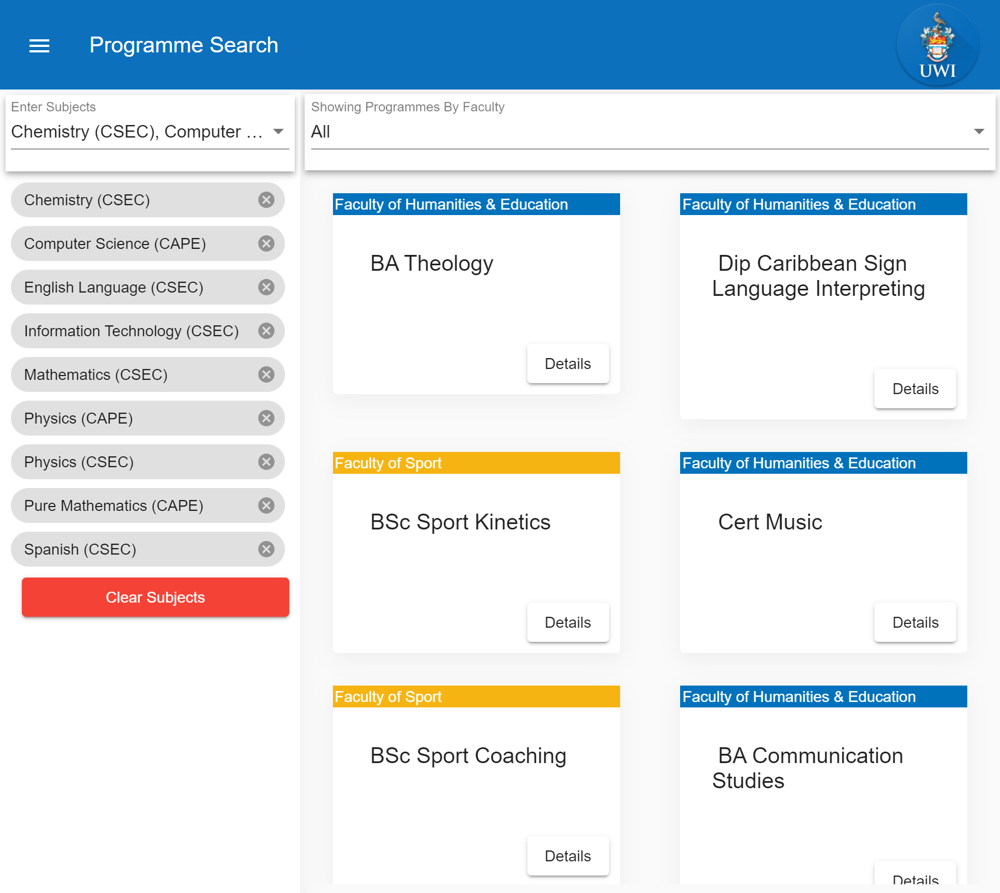 Programme Search
UWI
Enter Subjects
Chemistry (CSEC), Computer ...
Chemistry (CSEC)
Computer Science (CAPE)
English Language (CSEC)
Information Technology (CSEC)
Mathematics (CSEC)
Physics (CAPE)
Physics (CSEC)
Pure Mathematics (CAPE)
Spanish (CSEC)
Clear Subjects
Showing Programmes By Faculty
All
Faculty of Humanities & Education
BA Theology
Details
Faculty of Humanities & Education
Dip Caribbean Sign
Language Interpreting
Details
Faculty of Sport
BSc Sport Kinetics
Details
Faculty of Humanities & Education
Cert Music
Details
Faculty of Sport
BSc Sport Coaching
Details
Faculty of Humanities & Education
BA Communication
Studies
Details